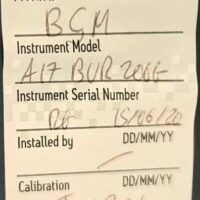 BGM
Instrument Model
A17 BUR 206G
Instrument Serial Number
15/06/20
Installed by DD/MM/YY
Calibration DD/MM/YY